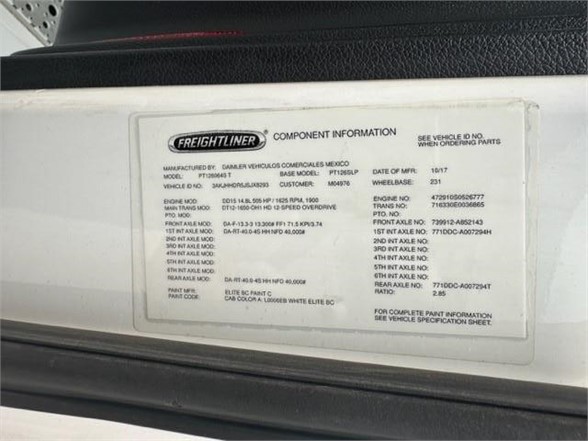 FREIGHTLINER COMPONENT INFORMATION SEE VEHICLE ID NO. WHEN ORDERING PARTS
MANUFACTURED BY: DAIMLER VEHICULOS COMERCIALES MEXICO DATE OF MFR: 10/17
MODEL: PT126064S T BASE MODEL: PT126SLP WHEELBASE: 231
VEHICLE NO: CUSTOMER: M04976
ENGINE MOD: DD15 14.8L 505 HP / 1625 RPM, 1900 ENGINE NO: 472910S0526777
MAIN TRANS MOD: DT12-1650-OH1 HD 12-SPEED OVERDRIVE TRANS NO: 716330E0036865
PTO. MOD: PTO. NO:
FRONT AXLE MOD: DA-F-13.3-3 13,300# FF1 71.5 KPI/3.74 FRONT AXLE NO: 739912-A852143
1ST INT AXLE MOD: DA-RT-40.0-4S HH NFD 40,000# 1ST INT AXLE NO: 771DDC-A007294H
2ND INT AXLE MOD: 2ND INT AXLE NO:
3RD INT AXLE MOD: 3RD INT AXLE NO:
4TH INT AXLE MOD: 4TH INT AXLE NO:
5TH INT AXLE MOD: 5TH INT AXLE NO:
6TH INT AXLE MOD: 6TH INT AXLE NO:
REAR AXLE MOD: DA-RT-40.0-4S HH NFD 40,000# REAR AXLE NO: 771DDC-A007294T
RATIO: 2.85
PAINT MFR: ELITE BC PAINT C
PAINT CODE: CAB COLOR A: L0006EB WHITE ELITE BC
FOR COMPLETE PAINT INFORMATION
SEE VEHICLE SPECIFICATION SHEET.